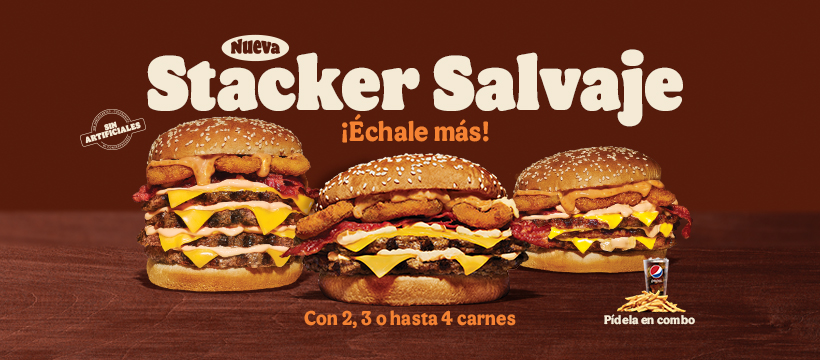 Nueva
Stacker Salvaje
¡Échale más!
SIN
ARTIFICIALES
Con 2, 3 o hasta 4 carnes
Pídela en combo